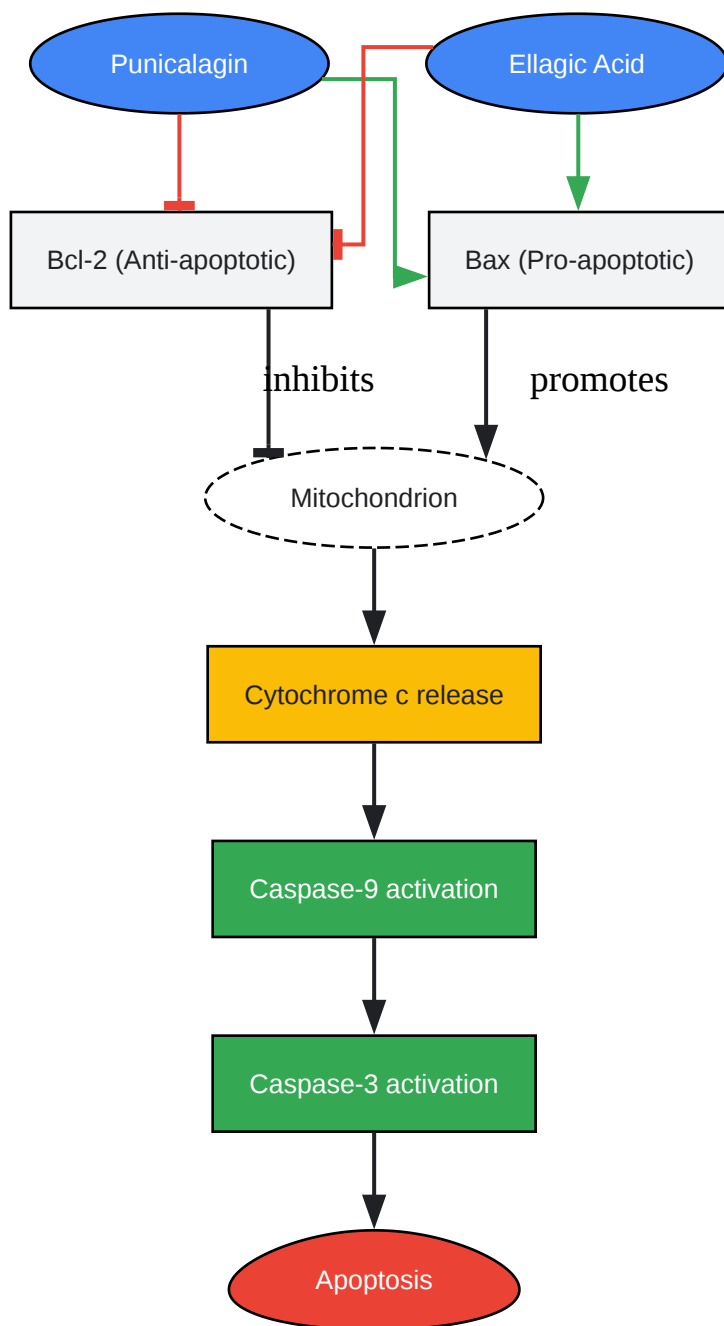 Punicalagin
Ellagic Acid
Bcl-2 (Anti-apoptotic)
Bax (Pro-apoptotic)
inhibits
promotes
Mitochondrion
Cytochrome c release
Caspase-9 activation
Caspase-3 activation
Apoptosis